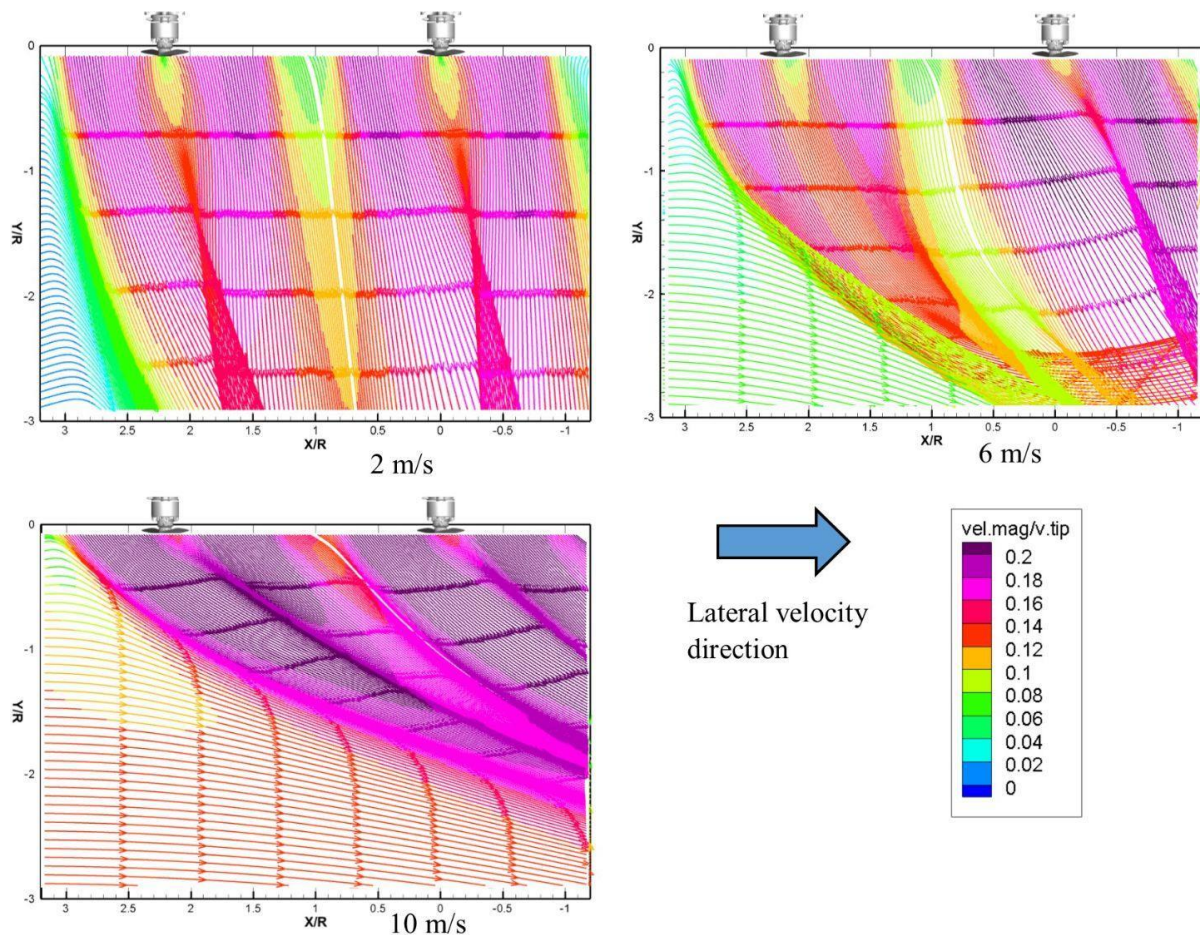 0
-1
-2
-3
Y/R
3 2.5 2 1.5 1 0.5 0 -0.5 -1
X/R
2 m/s
0
-1
-2
-3
Y/R
3 2.5 2 1.5 1 0.5 0 -0.5 -1
X/R
6 m/s
0
-1
-2
-3
Y/R
3 2.5 2 1.5 1 0.5 0 -0.5 -1
X/R
10 m/s
Lateral velocity
direction
vel.mag/v.tip
0.2
0.18
0.16
0.14
0.12
0.1
0.08
0.06
0.04
0.02
0